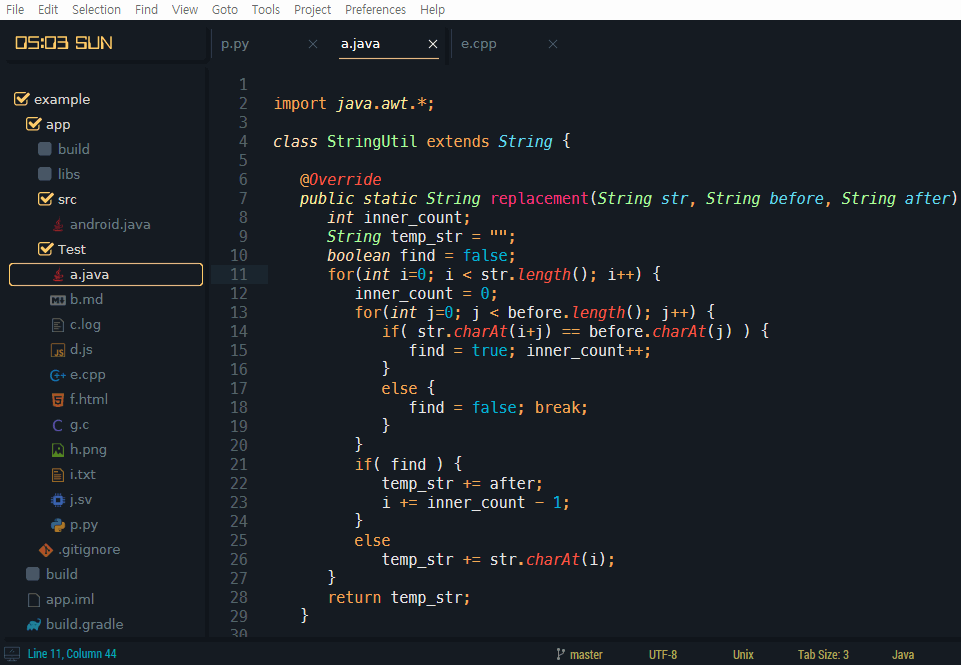 File Edit Selection Find View Goto Tools Project Preferences Help
05:03 SUN
p.py × a.java × e.cpp ×
example
app
build
libs
src
android.java
Test
a.java
b.md
c.log
d.js
e.cpp
f.html
g.c
h.png
i.txt
j.sv
p.py
.gitignore
build
app.iml
build.gradle
1
2 import java.awt.*;
3
4 class StringUtil extends String {
5
6 @Override
7 public static String replacement(String str, String before, String after)
8 int inner_count;
9 String temp_str = "";
10 boolean find = false;
11 for(int i=0; i < str.length(); i++) {
12 inner_count = 0;
13 for(int j=0; j < before.length(); j++) {
14 if( str.charAt(i+j) == before.charAt(j) ) {
15 find = true; inner_count++;
16 }
17 else {
18 find = false; break;
19 }
20 }
21 if( find ) {
22 temp_str += after;
23 i += inner_count - 1;
24 }
25 else
26 temp_str += str.charAt(i);
27 }
28 return temp_str;
29 }
30
Line 11, Column 44 master UTF-8 Unix Tab Size: 3 Java